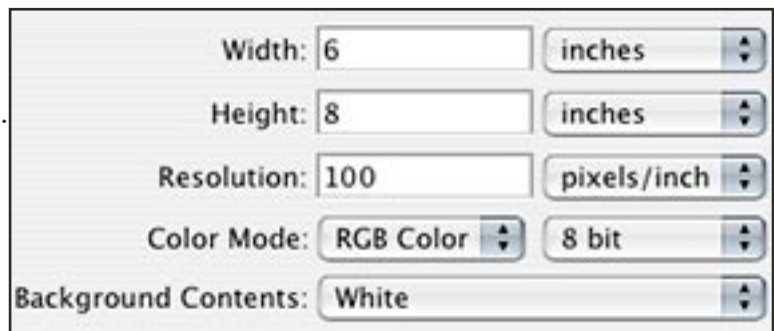 Width: 6 inches
Height: 8 inches
Resolution: 100 pixels/inch
Color Mode: RGB Color 8 bit
Background Contents: White